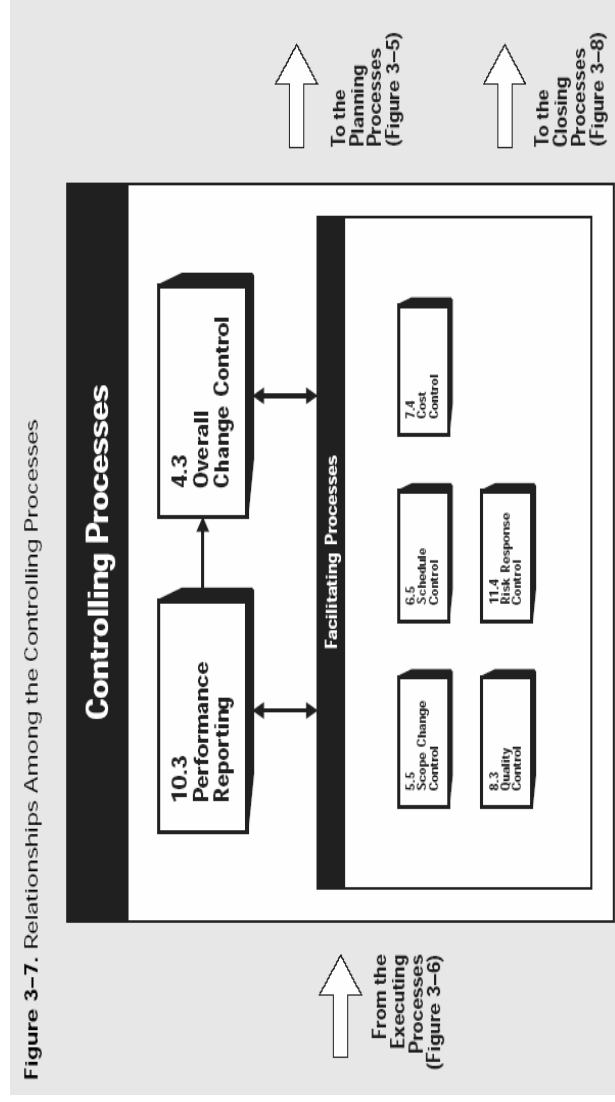 Figure 3–7. Relationships Among the Controlling Processes
Controlling Processes
10.3
Performance
Reporting
4.3
Overall
Change Control
Facilitating Processes
5.5
Scope Change
Control
6.5
Schedule
Control
7.4
Cost
Control
8.3
Quality
Control
11.4
Risk Response
Control
From the
Executing
Processes
(Figure 3–6)
To the
Planning
Processes
(Figure 3–5)
To the
Closing
Processes
(Figure 3–8)